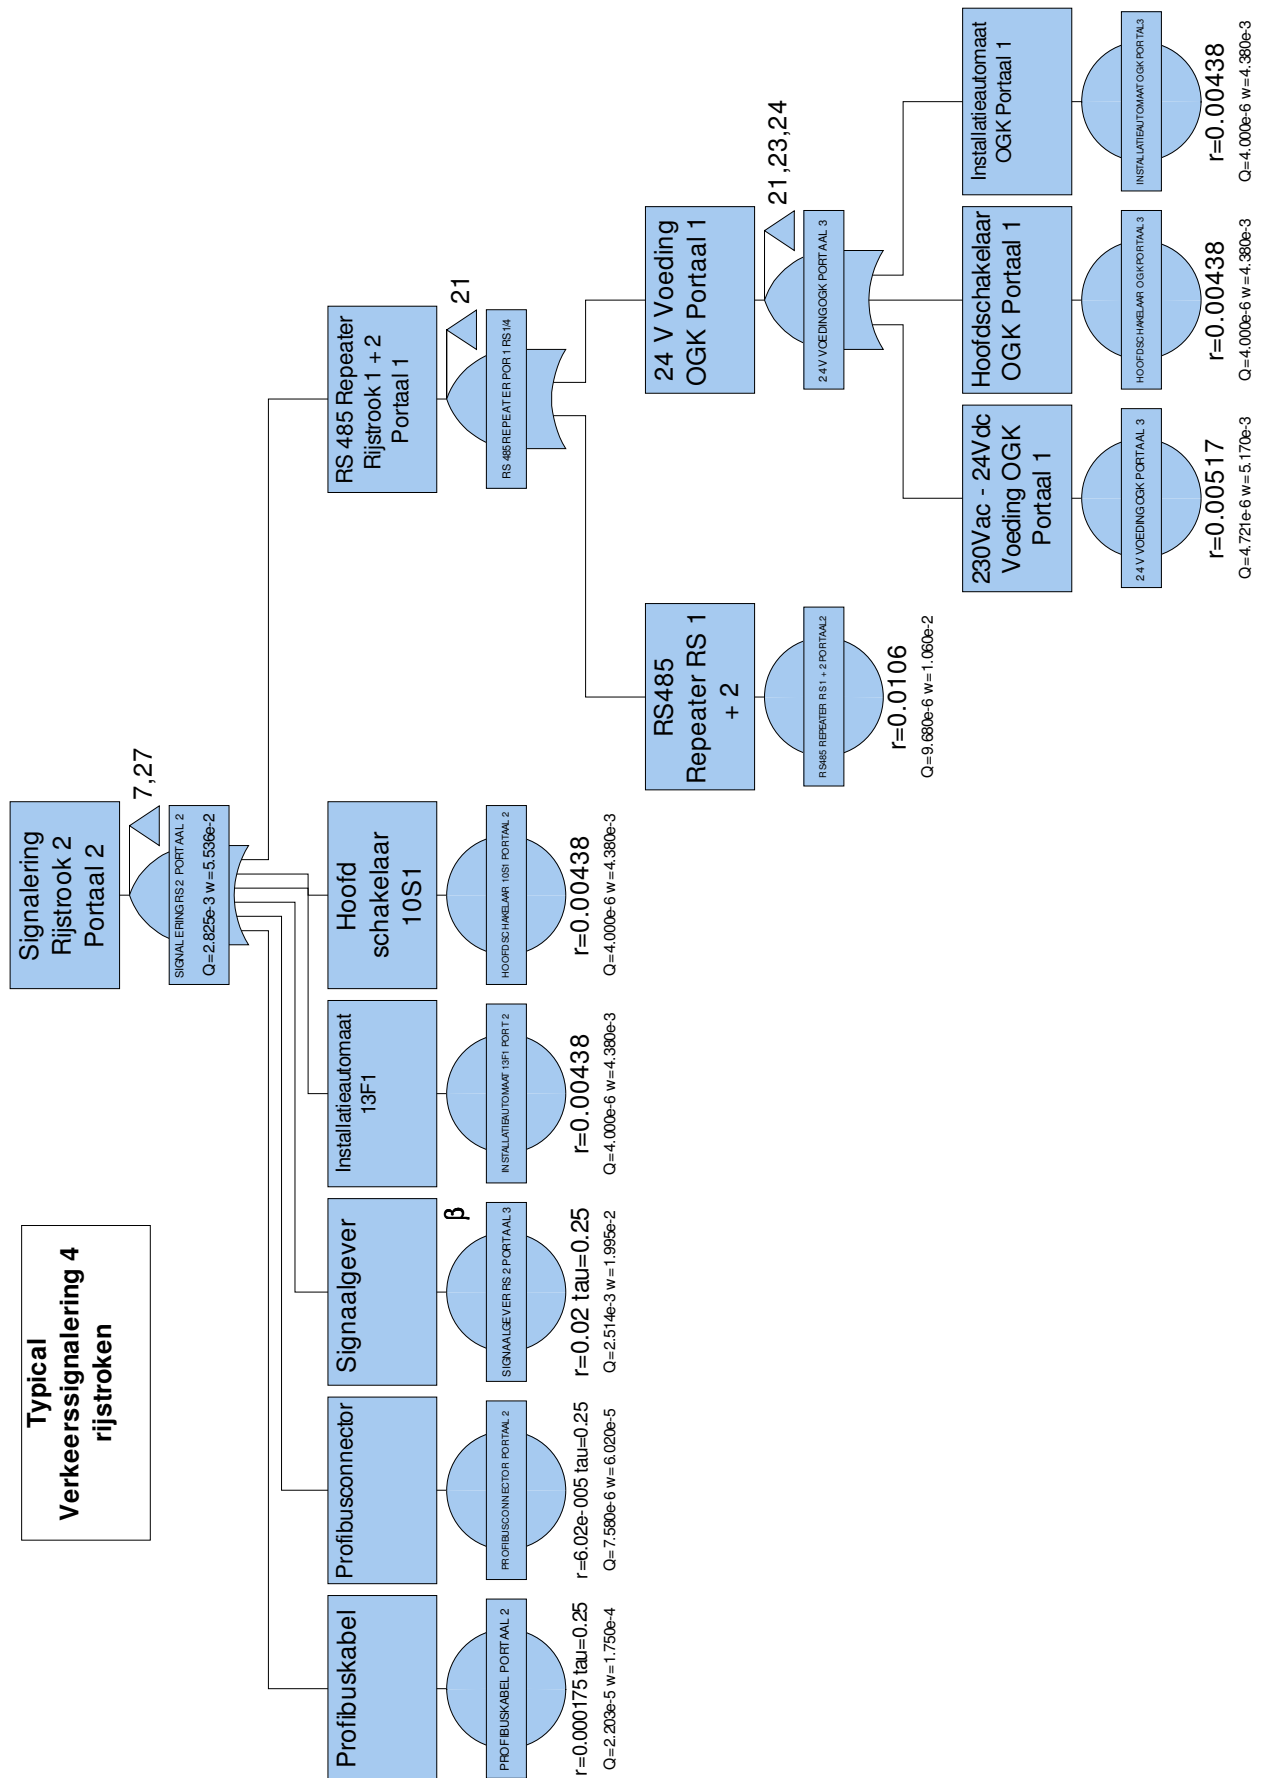 Typical
Verkeerssignalering 4
rijstroken
Signalering
Rijstrook 2
Portaal 2
7,27
SIGNALERING RS 2 PORTAAL 2
Q=2.825e-3 w=5.536e-2
Profibuskabel
PROFIBUSKABEL PORTAAL 2
r=0.000175 tau=0.25
Q=2.203e-5 w=1.750e-4
Profibusconnector
PROFIBUSCONNECTOR PORTAAL 2
r=6.02e-005 tau=0.25
Q=7.580e-6 w=6.020e-5
Signaalgever
β
SIGNAALGEVER RS 2 PORTAAL 3
r=0.02 tau=0.25
Q=2.514e-3 w=1.995e-2
Installatieautomaat
13F1
INSTALLATIEAUTOMAAT 13F1 PORT 2
r=0.00438
Q=4.000e-6 w=4.380e-3
Hoofd
schakelaar
10S1
HOOFDSCHAKELAAR 10S1 PORTAAL 2
r=0.00438
Q=4.000e-6 w=4.380e-3
RS 485 Repeater
Rijstrook 1 + 2
Portaal 1
21
RS 485 REPEATER POR 1 RS 1/4
RS485
Repeater RS 1
+ 2
RS485 REPEATER RS 1 + 2 PORTAAL2
r=0.0106
Q=9.680e-6 w=1.060e-2
24 V Voeding
OGK Portaal 1
21,23,24
24 V VOEDING OGK PORTAAL 3
230Vac - 24Vdc
Voeding OGK
Portaal 1
24 V VOEDING OGK PORTAAL 3
r=0.00517
Q=4.721e-6 w=5.170e-3
Hoofdschakelaar
OGK Portaal 1
HOOFDSCHAKELAAR OGK PORTAAL3
r=0.00438
Q=4.000e-6 w=4.380e-3
Installatieautomaat
OGK Portaal 1
INSTALLATIEAUTOMAAT OGK PORTAL3
r=0.00438
Q=4.000e-6 w=4.380e-3